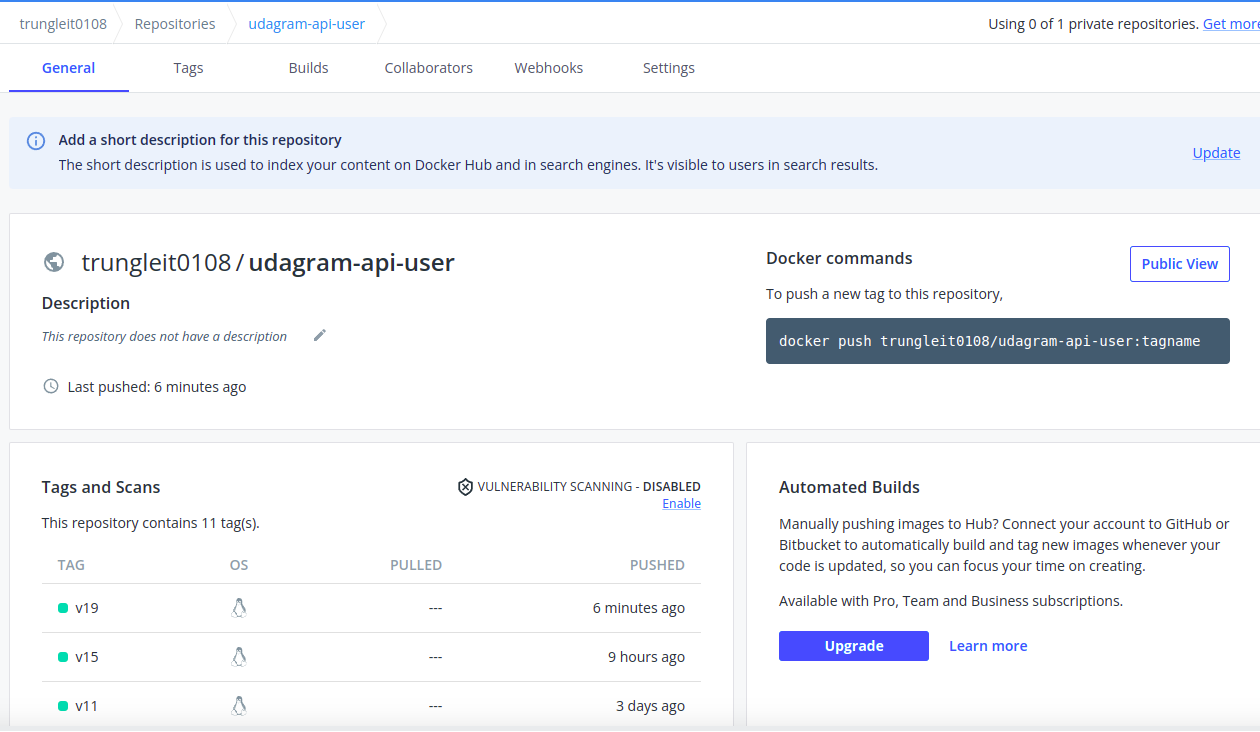 trungleit0108 Repositories udagram-api-user Using 0 of 1 private repositories. Get more
General Tags Builds Collaborators Webhooks Settings
Add a short description for this repository
The short description is used to index your content on Docker Hub and in search engines. It's visible to users in search results.
Update
trungleit0108 / udagram-api-user
Description
This repository does not have a description
Last pushed: 6 minutes ago
Docker commands
Public View
To push a new tag to this repository,
docker push trungleit0108/udagram-api-user:tagname
Tags and Scans
VULNERABILITY SCANNING - DISABLED
Enable
This repository contains 11 tag(s).
TAG OS PULLED PUSHED
v19 --- 6 minutes ago
v15 --- 9 hours ago
v11 --- 3 days ago
Automated Builds
Manually pushing images to Hub? Connect your account to GitHub or
Bitbucket to automatically build and tag new images whenever your
code is updated, so you can focus your time on creating.
Available with Pro, Team and Business subscriptions.
Upgrade Learn more